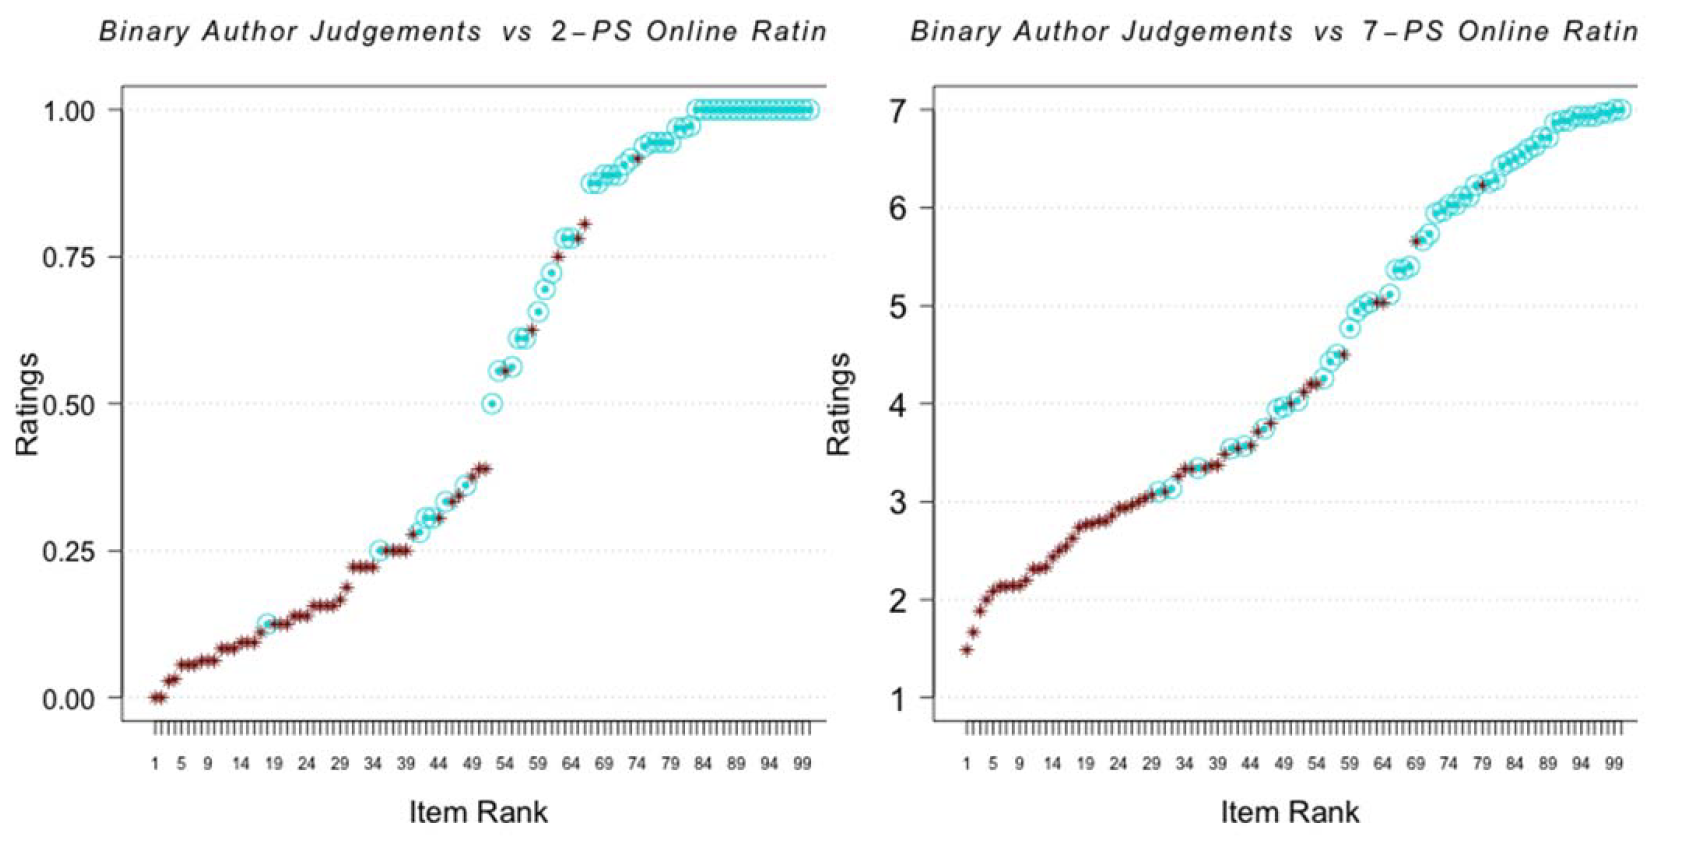 Binary Author Judgements vs 2-PS Online Ratin
1.00
0.75
0.50
0.25
0.00
Ratings
1 5 9 14 19 24 29 34 39 44 49 54 59 64 69 74 79 84 89 94 99
Item Rank
Binary Author Judgements vs 7-PS Online Ratin
7
6
5
4
3
2
1
Ratings
1 5 9 14 19 24 29 34 39 44 49 54 59 64 69 74 79 84 89 94 99
Item Rank